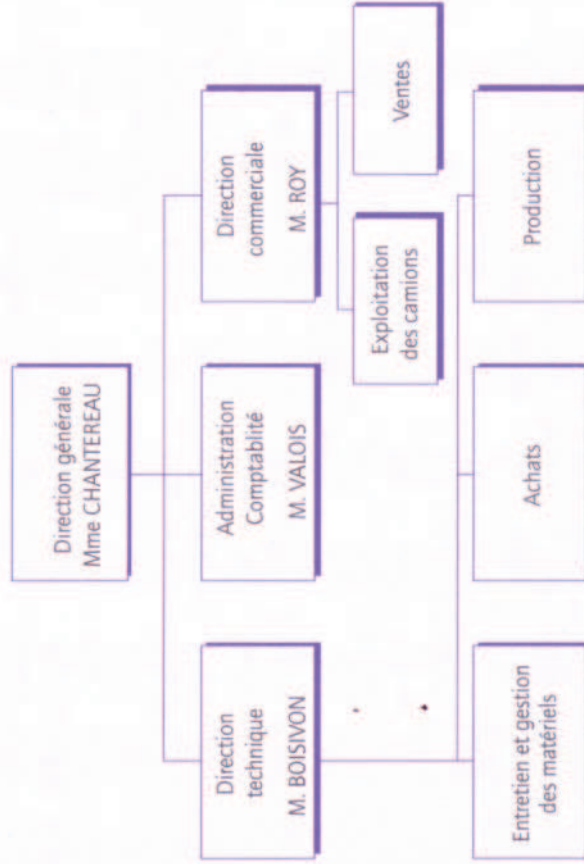 Direction générale
Mme CHANTEREAU
Direction
technique
M. BOISIVON
Administration
Comptablité
M. VALOIS
Direction
commerciale
M. ROY
Exploitation
des camions
Ventes
Entretien et gestion
des matériels
Achats
Production